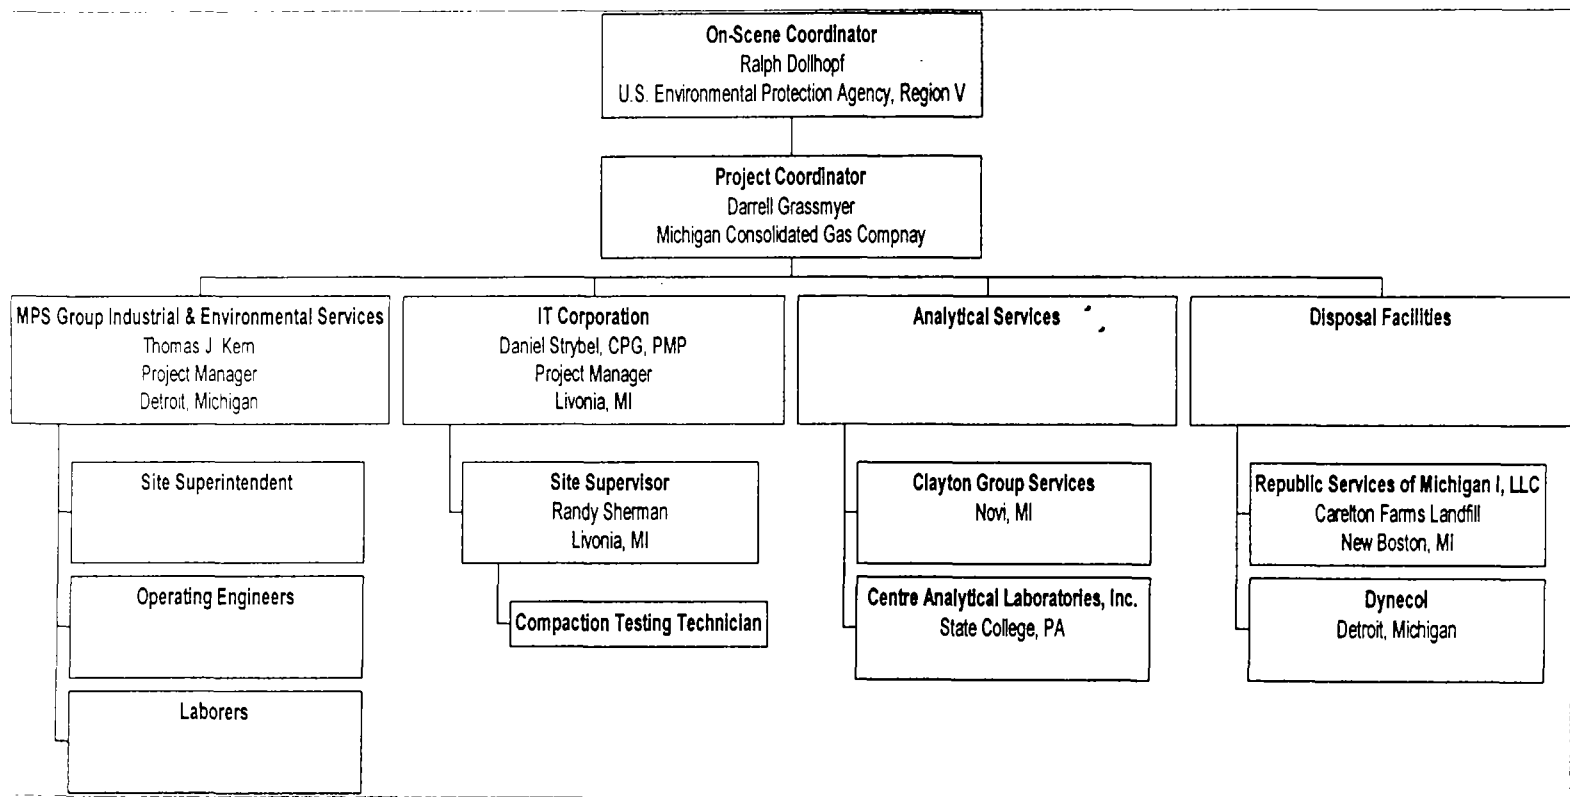 On-Scene Coordinator
Ralph Dollhopf
U.S. Environmental Protection Agency, Region V
Project Coordinator
Darrell Grassmyer
Michigan Consolidated Gas Compnay
MPS Group Industrial & Environmental Services
Thomas J. Kern
Project Manager
Detroit, Michigan
IT Corporation
Daniel Strybel, CPG, PMP
Project Manager
Livonia, MI
Analytical Services
Disposal Facilities
Site Superintendent
Operating Engineers
Laborers
Site Supervisor
Randy Sherman
Livonia, MI
Compaction Testing Technician
Clayton Group Services
Novi, MI
Centre Analytical Laboratories, Inc.
State College, PA
Republic Services of Michigan I, LLC
Carelton Farms Landfill
New Boston, MI
Dynecol
Detroit, Michigan